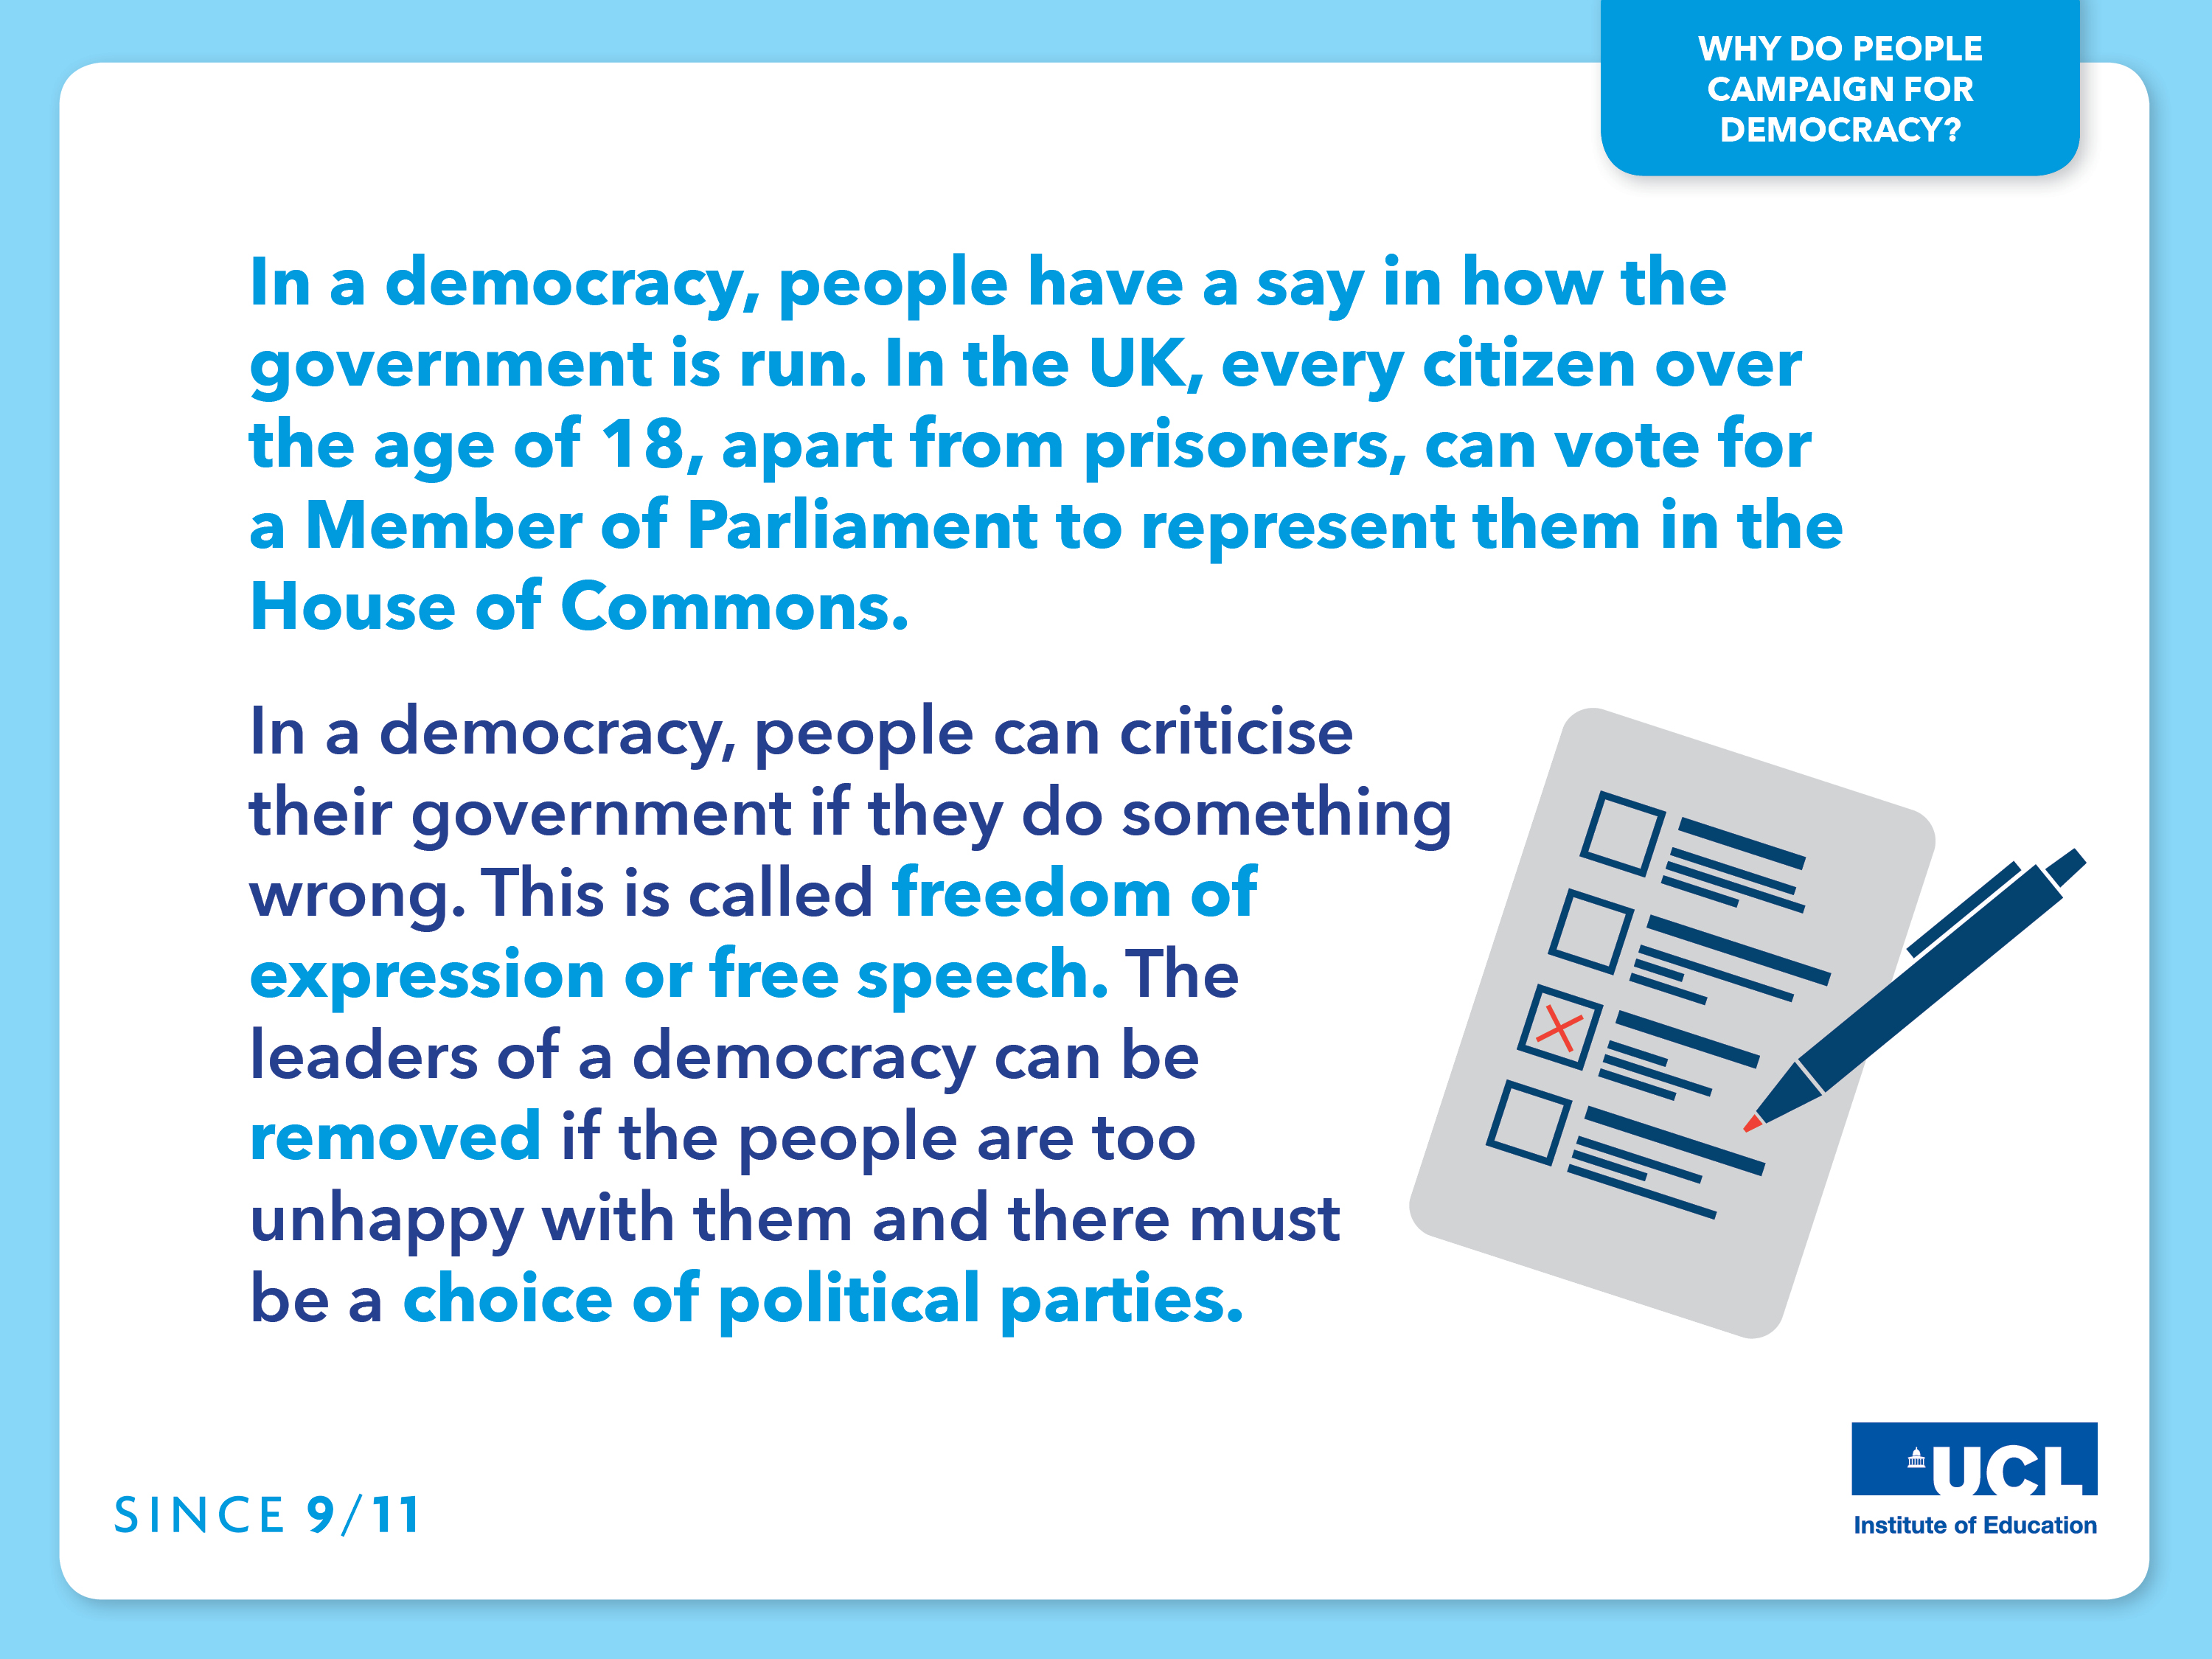 WHY DO PEOPLE
CAMPAIGN FOR
DEMOCRACY?
In a democracy, people have a say in how the
government is run. In the UK, every citizen over
the age of 18, apart from prisoners, can vote for
a Member of Parliament to represent them in the
House of Commons.
In a democracy, people can criticise
their government if they do something
wrong. This is called freedom of
expression or free speech. The
leaders of a democracy can be
removed if the people are too
unhappy with them and there must
be a choice of political parties.
SINCE 9/11
UCL
Institute of Education